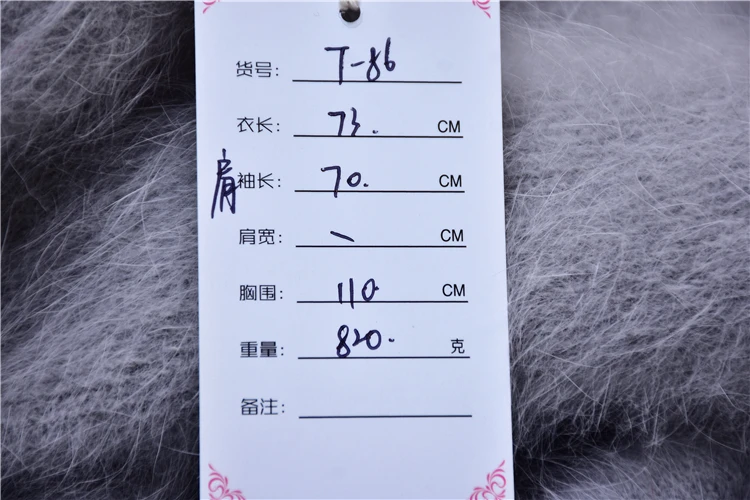 货号: T-86
衣长: 73. CM
肩袖长: 70. CM
肩宽: \ CM
胸围: 110 CM
重量: 820. 克
备注: